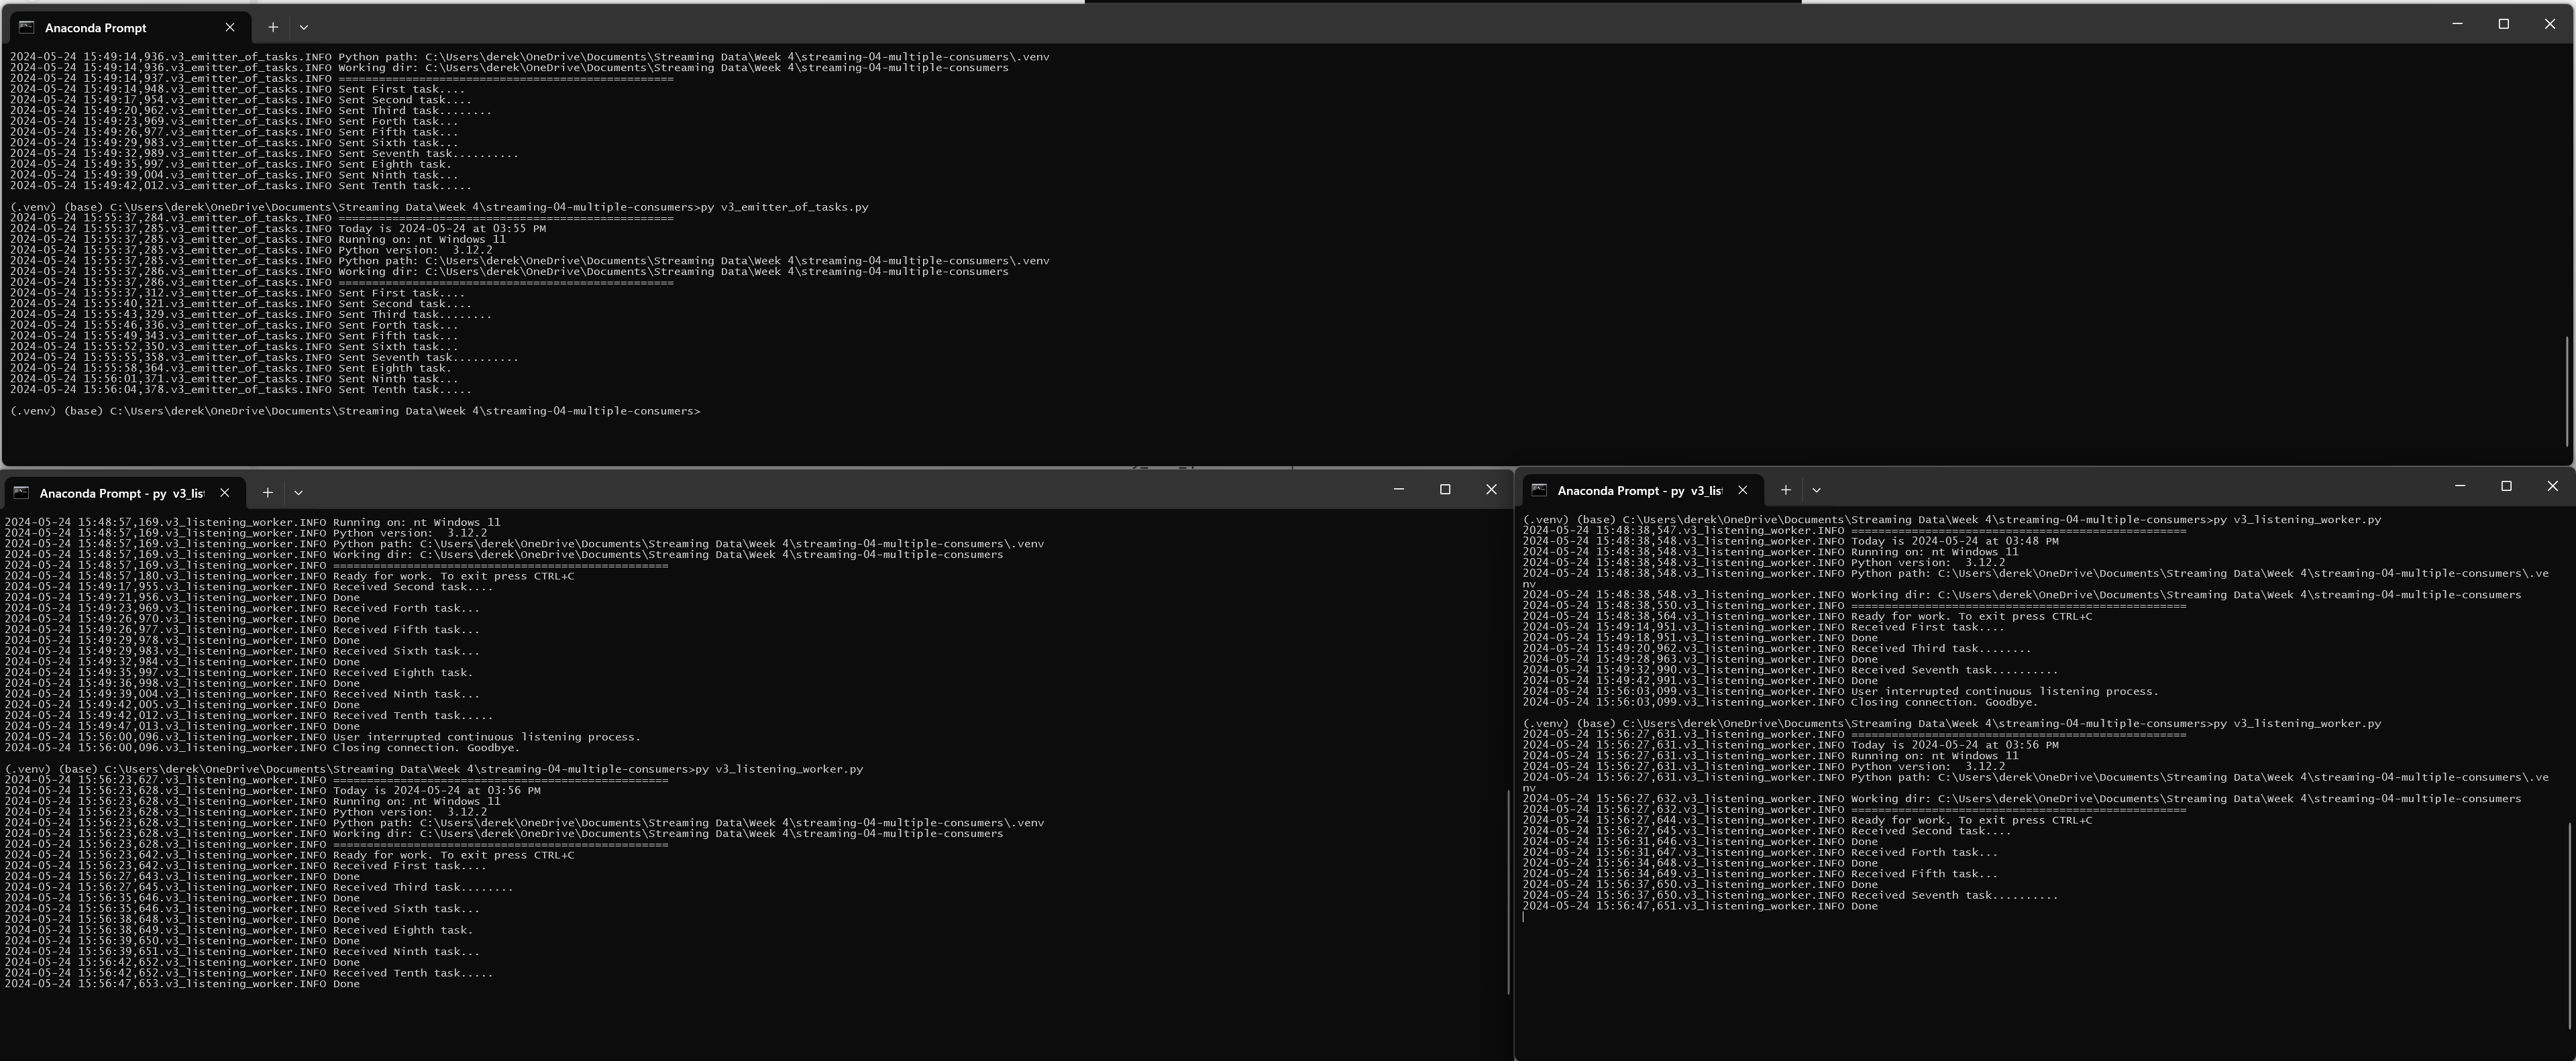 Anaconda Prompt
2024-05-24 15:49:14,936.v3_emitter_of_tasks.INFO Python path: C:\Users\derek\OneDrive\Documents\Streaming Data\Week 4\streaming-04-multiple-consumers\.venv
2024-05-24 15:49:14,936.v3_emitter_of_tasks.INFO Working dir: C:\Users\derek\OneDrive\Documents\Streaming Data\Week 4\streaming-04-multiple-consumers
2024-05-24 15:49:14,937.v3_emitter_of_tasks.INFO ==================================================
2024-05-24 15:49:14,948.v3_emitter_of_tasks.INFO Sent First task....
2024-05-24 15:49:17,954.v3_emitter_of_tasks.INFO Sent Second task....
2024-05-24 15:49:20,962.v3_emitter_of_tasks.INFO Sent Third task........
2024-05-24 15:49:23,969.v3_emitter_of_tasks.INFO Sent Forth task...
2024-05-24 15:49:26,977.v3_emitter_of_tasks.INFO Sent Fifth task...
2024-05-24 15:49:29,983.v3_emitter_of_tasks.INFO Sent Sixth task...
2024-05-24 15:49:32,989.v3_emitter_of_tasks.INFO Sent Seventh task..........
2024-05-24 15:49:35,997.v3_emitter_of_tasks.INFO Sent Eighth task.
2024-05-24 15:49:39,004.v3_emitter_of_tasks.INFO Sent Ninth task...
2024-05-24 15:49:42,012.v3_emitter_of_tasks.INFO Sent Tenth task.....
(.venv) (base) C:\Users\derek\OneDrive\Documents\Streaming Data\Week 4\streaming-04-multiple-consumers>py v3_emitter_of_tasks.py
2024-05-24 15:55:37,284.v3_emitter_of_tasks.INFO ==================================================
2024-05-24 15:55:37,285.v3_emitter_of_tasks.INFO Today is 2024-05-24 at 03:55 PM
2024-05-24 15:55:37,285.v3_emitter_of_tasks.INFO Running on: nt Windows 11
2024-05-24 15:55:37,285.v3_emitter_of_tasks.INFO Python version:  3.12.2
2024-05-24 15:55:37,285.v3_emitter_of_tasks.INFO Python path: C:\Users\derek\OneDrive\Documents\Streaming Data\Week 4\streaming-04-multiple-consumers\.venv
2024-05-24 15:55:37,286.v3_emitter_of_tasks.INFO Working dir: C:\Users\derek\OneDrive\Documents\Streaming Data\Week 4\streaming-04-multiple-consumers
2024-05-24 15:55:37,286.v3_emitter_of_tasks.INFO ==================================================
2024-05-24 15:55:37,312.v3_emitter_of_tasks.INFO Sent First task....
2024-05-24 15:55:40,321.v3_emitter_of_tasks.INFO Sent Second task....
2024-05-24 15:55:43,329.v3_emitter_of_tasks.INFO Sent Third task........
2024-05-24 15:55:46,336.v3_emitter_of_tasks.INFO Sent Forth task...
2024-05-24 15:55:49,343.v3_emitter_of_tasks.INFO Sent Fifth task...
2024-05-24 15:55:52,350.v3_emitter_of_tasks.INFO Sent Sixth task...
2024-05-24 15:55:55,358.v3_emitter_of_tasks.INFO Sent Seventh task..........
2024-05-24 15:55:58,364.v3_emitter_of_tasks.INFO Sent Eighth task.
2024-05-24 15:56:01,371.v3_emitter_of_tasks.INFO Sent Ninth task...
2024-05-24 15:56:04,378.v3_emitter_of_tasks.INFO Sent Tenth task.....
(.venv) (base) C:\Users\derek\OneDrive\Documents\Streaming Data\Week 4\streaming-04-multiple-consumers>
Anaconda Prompt - py  v3_lis
2024-05-24 15:48:57,169.v3_listening_worker.INFO Running on: nt Windows 11
2024-05-24 15:48:57,169.v3_listening_worker.INFO Python version:  3.12.2
2024-05-24 15:48:57,169.v3_listening_worker.INFO Python path: C:\Users\derek\OneDrive\Documents\Streaming Data\Week 4\streaming-04-multiple-consumers\.venv
2024-05-24 15:48:57,169.v3_listening_worker.INFO Working dir: C:\Users\derek\OneDrive\Documents\Streaming Data\Week 4\streaming-04-multiple-consumers
2024-05-24 15:48:57,169.v3_listening_worker.INFO ==================================================
2024-05-24 15:48:57,180.v3_listening_worker.INFO Ready for work. To exit press CTRL+C
2024-05-24 15:49:17,955.v3_listening_worker.INFO Received Second task....
2024-05-24 15:49:21,956.v3_listening_worker.INFO Done
2024-05-24 15:49:23,969.v3_listening_worker.INFO Received Forth task...
2024-05-24 15:49:26,970.v3_listening_worker.INFO Done
2024-05-24 15:49:26,977.v3_listening_worker.INFO Received Fifth task...
2024-05-24 15:49:29,978.v3_listening_worker.INFO Done
2024-05-24 15:49:29,983.v3_listening_worker.INFO Received Sixth task...
2024-05-24 15:49:32,984.v3_listening_worker.INFO Done
2024-05-24 15:49:35,997.v3_listening_worker.INFO Received Eighth task.
2024-05-24 15:49:36,998.v3_listening_worker.INFO Done
2024-05-24 15:49:39,004.v3_listening_worker.INFO Received Ninth task...
2024-05-24 15:49:42,005.v3_listening_worker.INFO Done
2024-05-24 15:49:42,012.v3_listening_worker.INFO Received Tenth task.....
2024-05-24 15:49:47,013.v3_listening_worker.INFO Done
2024-05-24 15:56:00,096.v3_listening_worker.INFO User interrupted continuous listening process.
2024-05-24 15:56:00,096.v3_listening_worker.INFO Closing connection. Goodbye.
(.venv) (base) C:\Users\derek\OneDrive\Documents\Streaming Data\Week 4\streaming-04-multiple-consumers>py v3_listening_worker.py
2024-05-24 15:56:23,627.v3_listening_worker.INFO ==================================================
2024-05-24 15:56:23,628.v3_listening_worker.INFO Today is 2024-05-24 at 03:56 PM
2024-05-24 15:56:23,628.v3_listening_worker.INFO Running on: nt Windows 11
2024-05-24 15:56:23,628.v3_listening_worker.INFO Python version:  3.12.2
2024-05-24 15:56:23,628.v3_listening_worker.INFO Python path: C:\Users\derek\OneDrive\Documents\Streaming Data\Week 4\streaming-04-multiple-consumers\.venv
2024-05-24 15:56:23,628.v3_listening_worker.INFO Working dir: C:\Users\derek\OneDrive\Documents\Streaming Data\Week 4\streaming-04-multiple-consumers
2024-05-24 15:56:23,628.v3_listening_worker.INFO ==================================================
2024-05-24 15:56:23,642.v3_listening_worker.INFO Ready for work. To exit press CTRL+C
2024-05-24 15:56:23,642.v3_listening_worker.INFO Received First task....
2024-05-24 15:56:27,643.v3_listening_worker.INFO Done
2024-05-24 15:56:27,645.v3_listening_worker.INFO Received Third task........
2024-05-24 15:56:35,646.v3_listening_worker.INFO Done
2024-05-24 15:56:35,646.v3_listening_worker.INFO Received Sixth task...
2024-05-24 15:56:38,648.v3_listening_worker.INFO Done
2024-05-24 15:56:38,649.v3_listening_worker.INFO Received Eighth task.
2024-05-24 15:56:39,650.v3_listening_worker.INFO Done
2024-05-24 15:56:39,651.v3_listening_worker.INFO Received Ninth task...
2024-05-24 15:56:42,652.v3_listening_worker.INFO Done
2024-05-24 15:56:42,652.v3_listening_worker.INFO Received Tenth task.....
2024-05-24 15:56:47,653.v3_listening_worker.INFO Done
Anaconda Prompt - py  v3_list
(.venv) (base) C:\Users\derek\OneDrive\Documents\Streaming Data\Week 4\streaming-04-multiple-consumers>py v3_listening_worker.py
2024-05-24 15:48:38,547.v3_listening_worker.INFO ==================================================
2024-05-24 15:48:38,548.v3_listening_worker.INFO Today is 2024-05-24 at 03:48 PM
2024-05-24 15:48:38,548.v3_listening_worker.INFO Running on: nt Windows 11
2024-05-24 15:48:38,548.v3_listening_worker.INFO Python version:  3.12.2
2024-05-24 15:48:38,548.v3_listening_worker.INFO Python path: C:\Users\derek\OneDrive\Documents\Streaming Data\Week 4\streaming-04-multiple-consumers\.ve
nv
2024-05-24 15:48:38,548.v3_listening_worker.INFO Working dir: C:\Users\derek\OneDrive\Documents\Streaming Data\Week 4\streaming-04-multiple-consumers
2024-05-24 15:48:38,550.v3_listening_worker.INFO ==================================================
2024-05-24 15:48:38,564.v3_listening_worker.INFO Ready for work. To exit press CTRL+C
2024-05-24 15:49:14,951.v3_listening_worker.INFO Received First task....
2024-05-24 15:49:18,951.v3_listening_worker.INFO Done
2024-05-24 15:49:20,962.v3_listening_worker.INFO Received Third task........
2024-05-24 15:49:28,963.v3_listening_worker.INFO Done
2024-05-24 15:49:32,990.v3_listening_worker.INFO Received Seventh task..........
2024-05-24 15:49:42,991.v3_listening_worker.INFO Done
2024-05-24 15:56:03,099.v3_listening_worker.INFO User interrupted continuous listening process.
2024-05-24 15:56:03,099.v3_listening_worker.INFO Closing connection. Goodbye.
(.venv) (base) C:\Users\derek\OneDrive\Documents\Streaming Data\Week 4\streaming-04-multiple-consumers>py v3_listening_worker.py
2024-05-24 15:56:27,631.v3_listening_worker.INFO ==================================================
2024-05-24 15:56:27,631.v3_listening_worker.INFO Today is 2024-05-24 at 03:56 PM
2024-05-24 15:56:27,631.v3_listening_worker.INFO Running on: nt Windows 11
2024-05-24 15:56:27,631.v3_listening_worker.INFO Python version:  3.12.2
2024-05-24 15:56:27,631.v3_listening_worker.INFO Python path: C:\Users\derek\OneDrive\Documents\Streaming Data\Week 4\streaming-04-multiple-consumers\.ve
nv
2024-05-24 15:56:27,632.v3_listening_worker.INFO Working dir: C:\Users\derek\OneDrive\Documents\Streaming Data\Week 4\streaming-04-multiple-consumers
2024-05-24 15:56:27,632.v3_listening_worker.INFO ==================================================
2024-05-24 15:56:27,644.v3_listening_worker.INFO Ready for work. To exit press CTRL+C
2024-05-24 15:56:27,645.v3_listening_worker.INFO Received Second task....
2024-05-24 15:56:31,646.v3_listening_worker.INFO Done
2024-05-24 15:56:31,647.v3_listening_worker.INFO Received Forth task...
2024-05-24 15:56:34,648.v3_listening_worker.INFO Done
2024-05-24 15:56:34,649.v3_listening_worker.INFO Received Fifth task...
2024-05-24 15:56:37,650.v3_listening_worker.INFO Done
2024-05-24 15:56:37,650.v3_listening_worker.INFO Received Seventh task..........
2024-05-24 15:56:47,651.v3_listening_worker.INFO Done